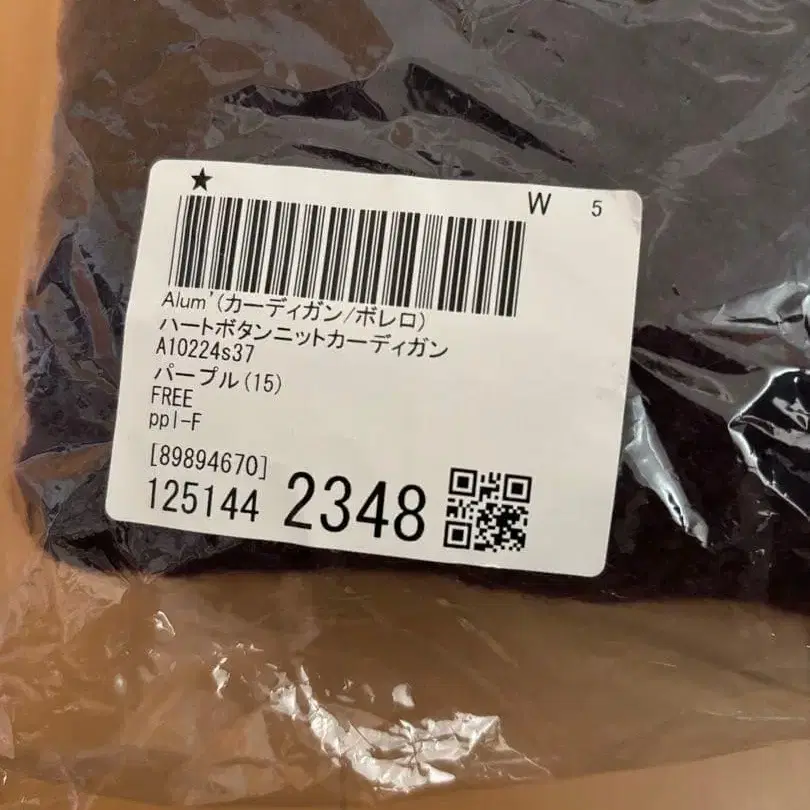 ★ W 5
Alum'(カーディガン/ボレロ)
ハートボタンニットカーディガン
A10224s37
パープル(15)
FREE
ppl-F
[89894670]
125144 2348